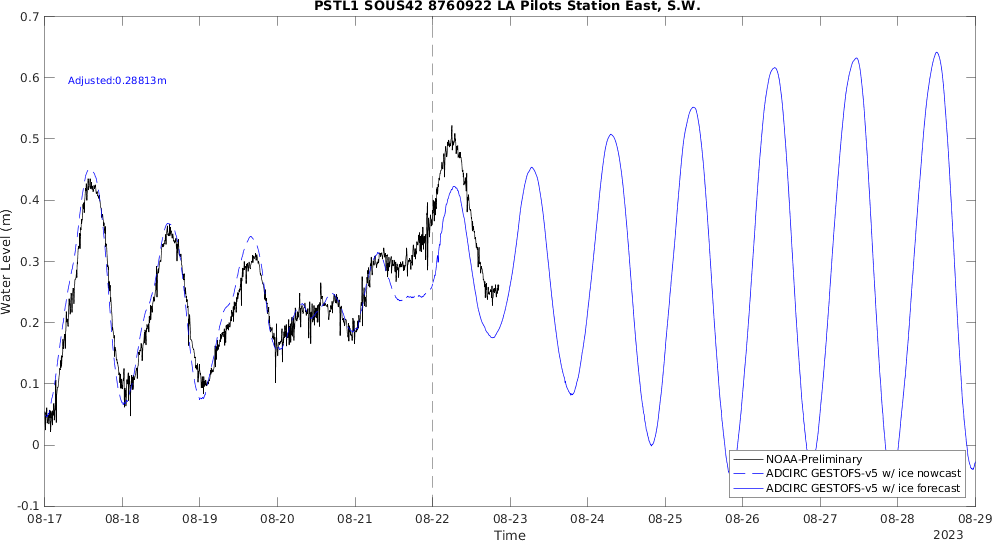 PSTL1 SOUS42 8760922 LA Pilots Station East, S.W.
Adjusted:0.28813m
Water Level (m)
0.7
0.6
0.5
0.4
0.3
0.2
0.1
0
-0.1
NOAA-Preliminary
ADCIRC GESTOFS-v5 w/ ice nowcast
ADCIRC GESTOFS-v5 w/ ice forecast
08-17 08-18 08-19 08-20 08-21 08-22 08-23 08-24 08-25 08-26 08-27 08-28 08-29
Time
2023